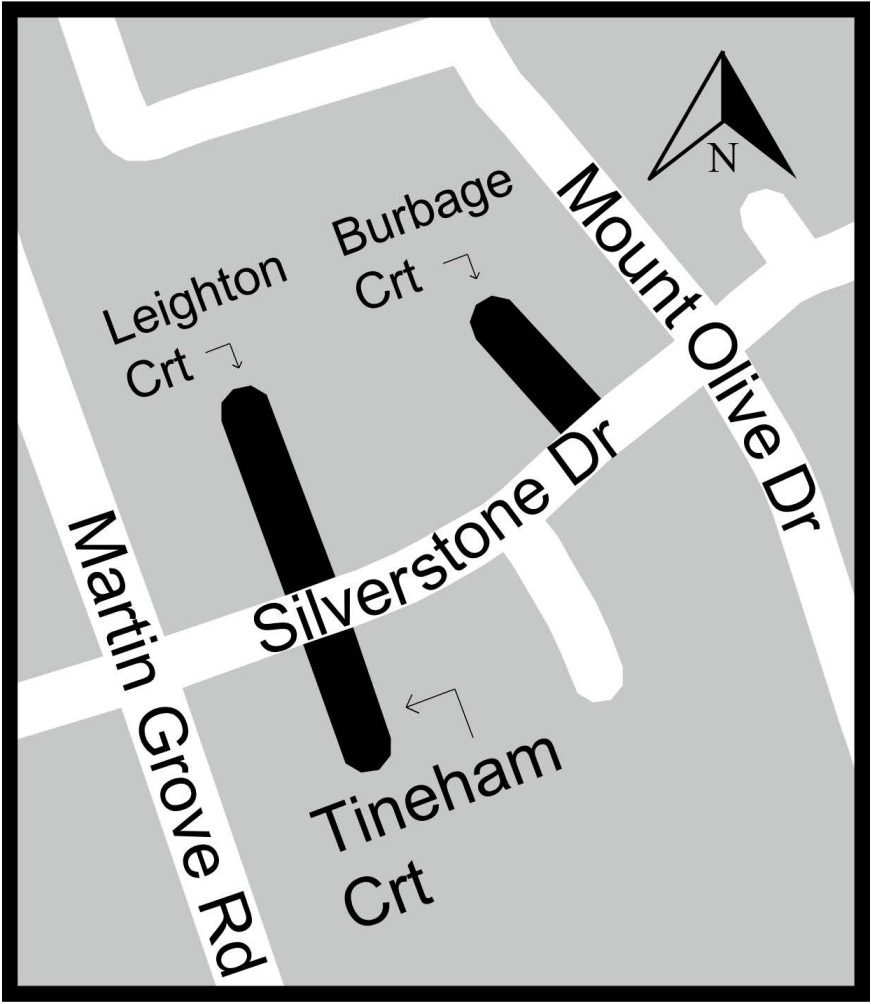 N
Burbage
Crt
Leighton
Crt
Mount Olive Dr
Silverstone Dr
Martin Grove Rd
Tineham
Crt